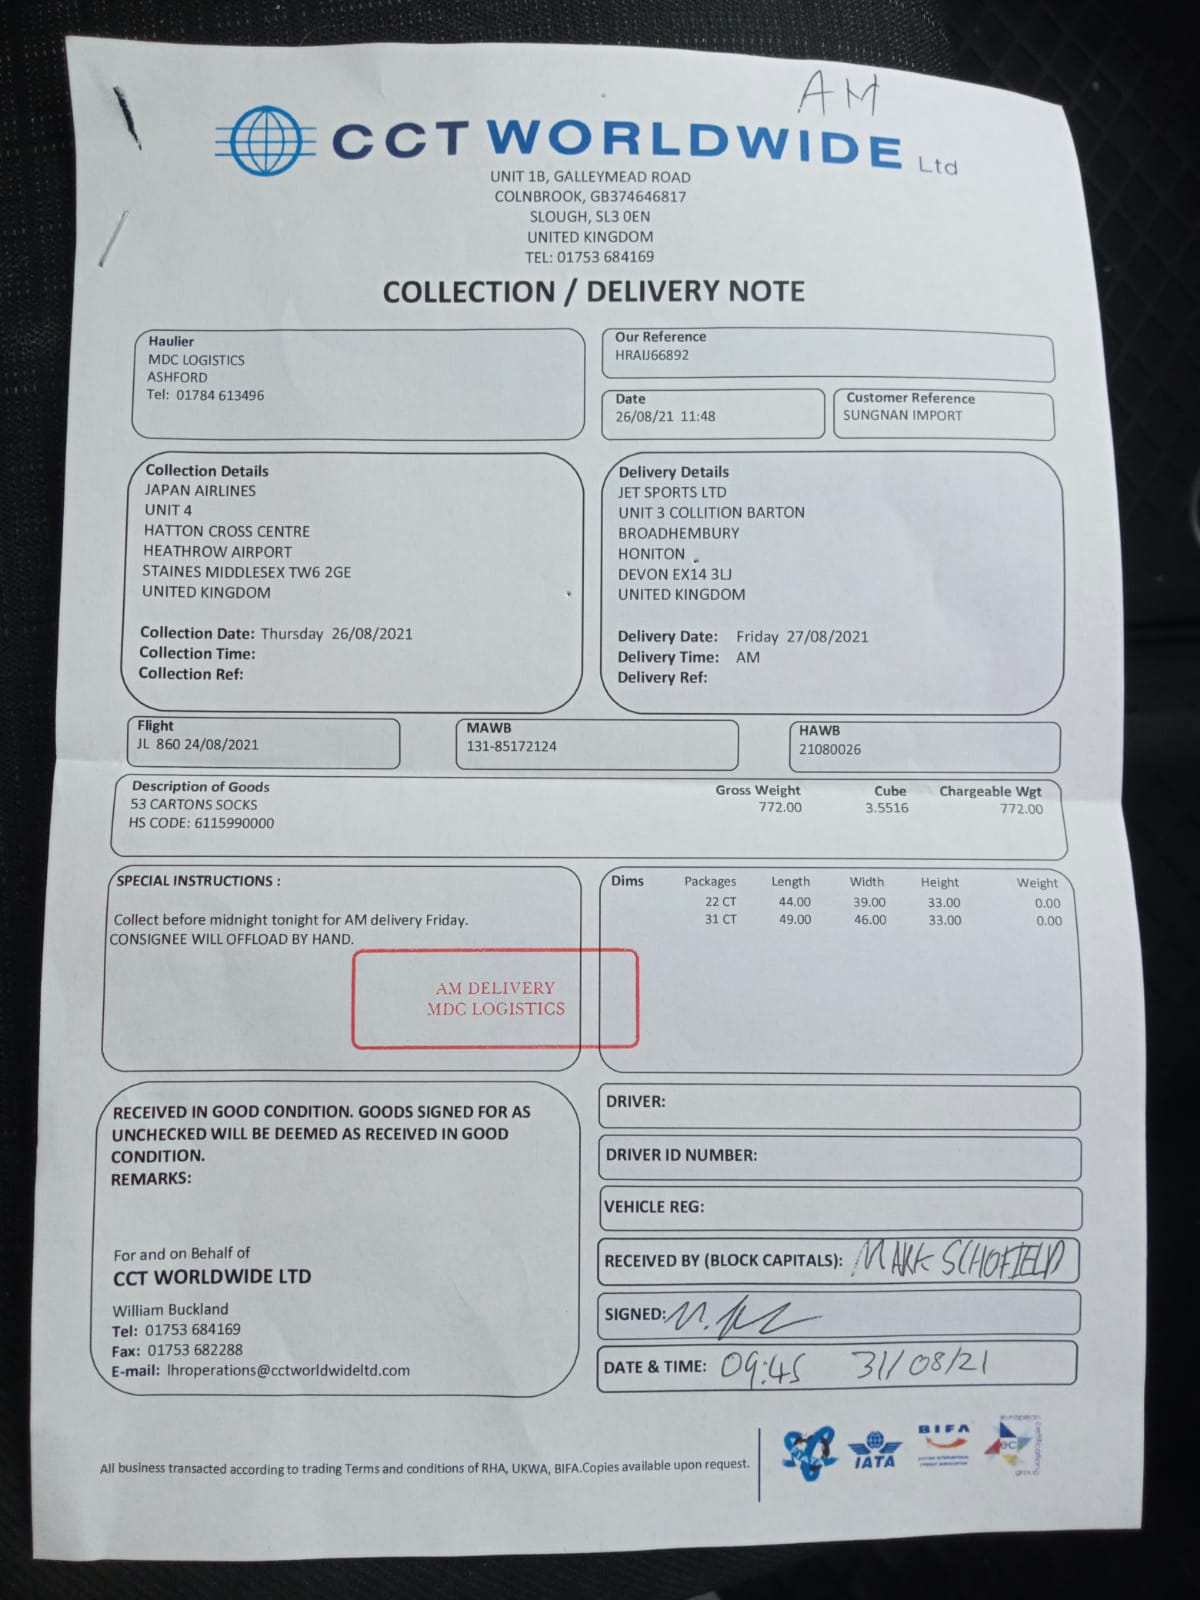 AM
CCT WORLDWIDE Ltd
UNIT 1B, GALLEYMEAD ROAD
COLNBROOK, GB374646817
SLOUGH, SL3 0EN
UNITED KINGDOM
TEL: 01753 684169
COLLECTION / DELIVERY NOTE
Haulier
MDC LOGISTICS
ASHFORD
Tel: 01784 613496
Our Reference
HRAIJ66892
Date
26/08/21 11:48
Customer Reference
SUNGNAN IMPORT
Collection Details
JAPAN AIRLINES
UNIT 4
HATTON CROSS CENTRE
HEATHROW AIRPORT
STAINES MIDDLESEX TW6 2GE
UNITED KINGDOM
Collection Date: Thursday 26/08/2021
Collection Time:
Collection Ref:
Delivery Details
JET SPORTS LTD
UNIT 3 COLLITION BARTON
BROADHEMBURY
HONITON
DEVON EX14 3LJ
UNITED KINGDOM
Delivery Date: Friday 27/08/2021
Delivery Time: AM
Delivery Ref:
Flight
JL 860 24/08/2021
MAWB
131-85172124
HAWB
21080026
Description of Goods Gross Weight Cube Chargeable Wgt
53 CARTONS SOCKS 772.00 3.5516 772.00
HS CODE: 6115990000
SPECIAL INSTRUCTIONS :
Collect before midnight tonight for AM delivery Friday.
CONSIGNEE WILL OFFLOAD BY HAND.
AM DELIVERY
MDC LOGISTICS
Dims Packages Length Width Height Weight
22 CT 44.00 39.00 33.00 0.00
31 CT 49.00 46.00 33.00 0.00
RECEIVED IN GOOD CONDITION. GOODS SIGNED FOR AS
UNCHECKED WILL BE DEEMED AS RECEIVED IN GOOD
CONDITION.
REMARKS:
For and on Behalf of
CCT WORLDWIDE LTD
William Buckland
Tel: 01753 684169
Fax: 01753 682288
E-mail: lhroperations@cctworldwideltd.com
DRIVER:
DRIVER ID NUMBER:
VEHICLE REG:
RECEIVED BY (BLOCK CAPITALS): MARK SCHOFIELD
SIGNED:
DATE & TIME: 09:45 31/08/21
All business transacted according to trading Terms and conditions of RHA, UKWA, BIFA.Copies available upon request.
IATA
BIFA
european
certification
group
ec